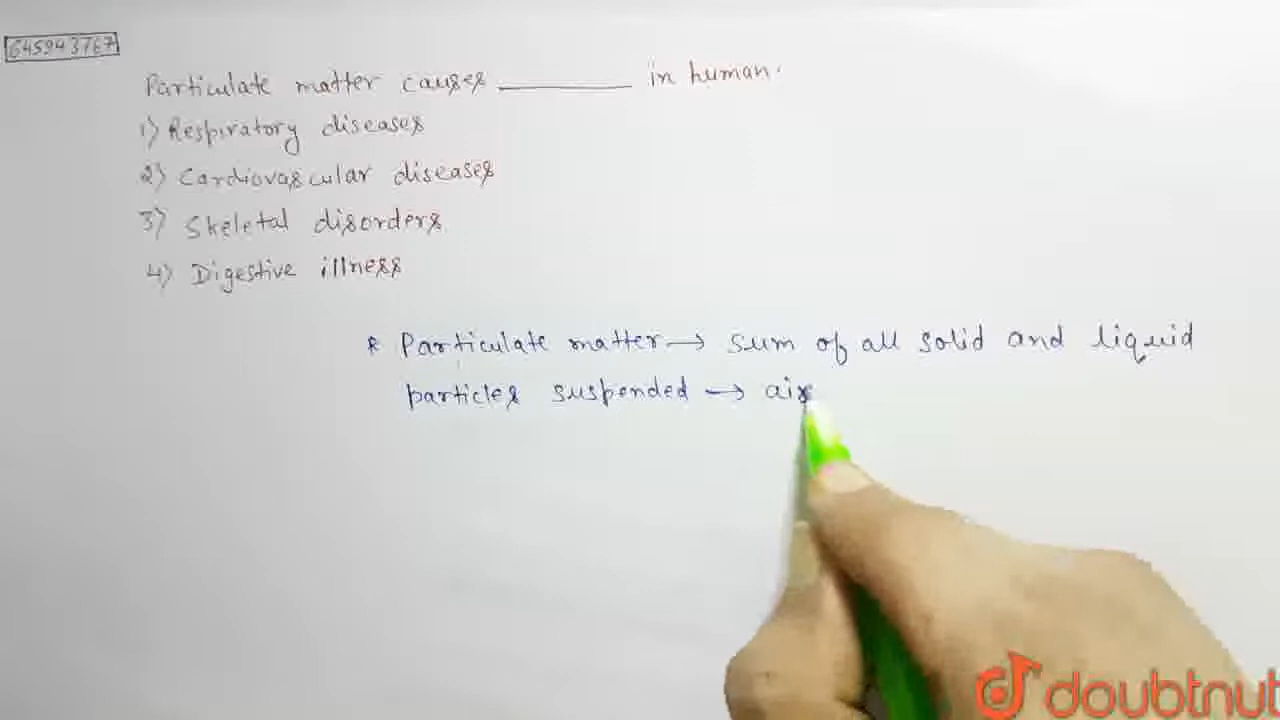 645943767
Particulate matter causes ________ in human.
1) Respiratory diseases
2) Cardiovascular diseases
3) Skeletal disorders
4) Digestive illness
* Particulate matter → sum of all solid and liquid
particles suspended → air
doubtnut